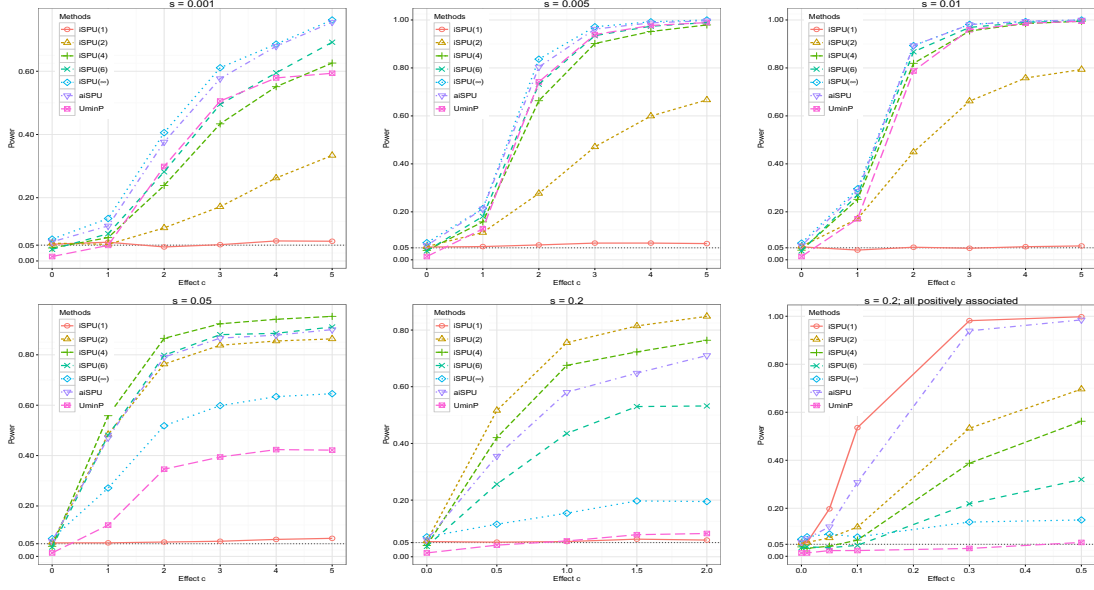 s = 0.001
Methods
iSPU(1)
iSPU(2)
iSPU(4)
iSPU(6)
iSPU(∞)
aiSPU
UminP
Power
0.60
0.40
0.20
0.05
0.00
0 1 2 3 4 5
Effect c
s = 0.005
Methods
iSPU(1)
iSPU(2)
iSPU(4)
iSPU(6)
iSPU(∞)
aiSPU
UminP
Power
1.00
0.80
0.60
0.40
0.20
0.05
0.00
0 1 2 3 4 5
Effect c
s = 0.01
Methods
iSPU(1)
iSPU(2)
iSPU(4)
iSPU(6)
iSPU(∞)
aiSPU
UminP
Power
1.00
0.80
0.60
0.40
0.20
0.05
0.00
0 1 2 3 4 5
Effect c
s = 0.05
Methods
iSPU(1)
iSPU(2)
iSPU(4)
iSPU(6)
iSPU(∞)
aiSPU
UminP
Power
0.80
0.60
0.40
0.20
0.05
0.00
0 1 2 3 4 5
Effect c
s = 0.2
Methods
iSPU(1)
iSPU(2)
iSPU(4)
iSPU(6)
iSPU(∞)
aiSPU
UminP
Power
0.80
0.60
0.40
0.20
0.05
0.00
0.0 0.5 1.0 1.5 2.0
Effect c
s = 0.2; all positively associated
Methods
iSPU(1)
iSPU(2)
iSPU(4)
iSPU(6)
iSPU(∞)
aiSPU
UminP
Power
1.00
0.80
0.60
0.40
0.20
0.05
0.00
0.0 0.1 0.2 0.3 0.4 0.5
Effect c